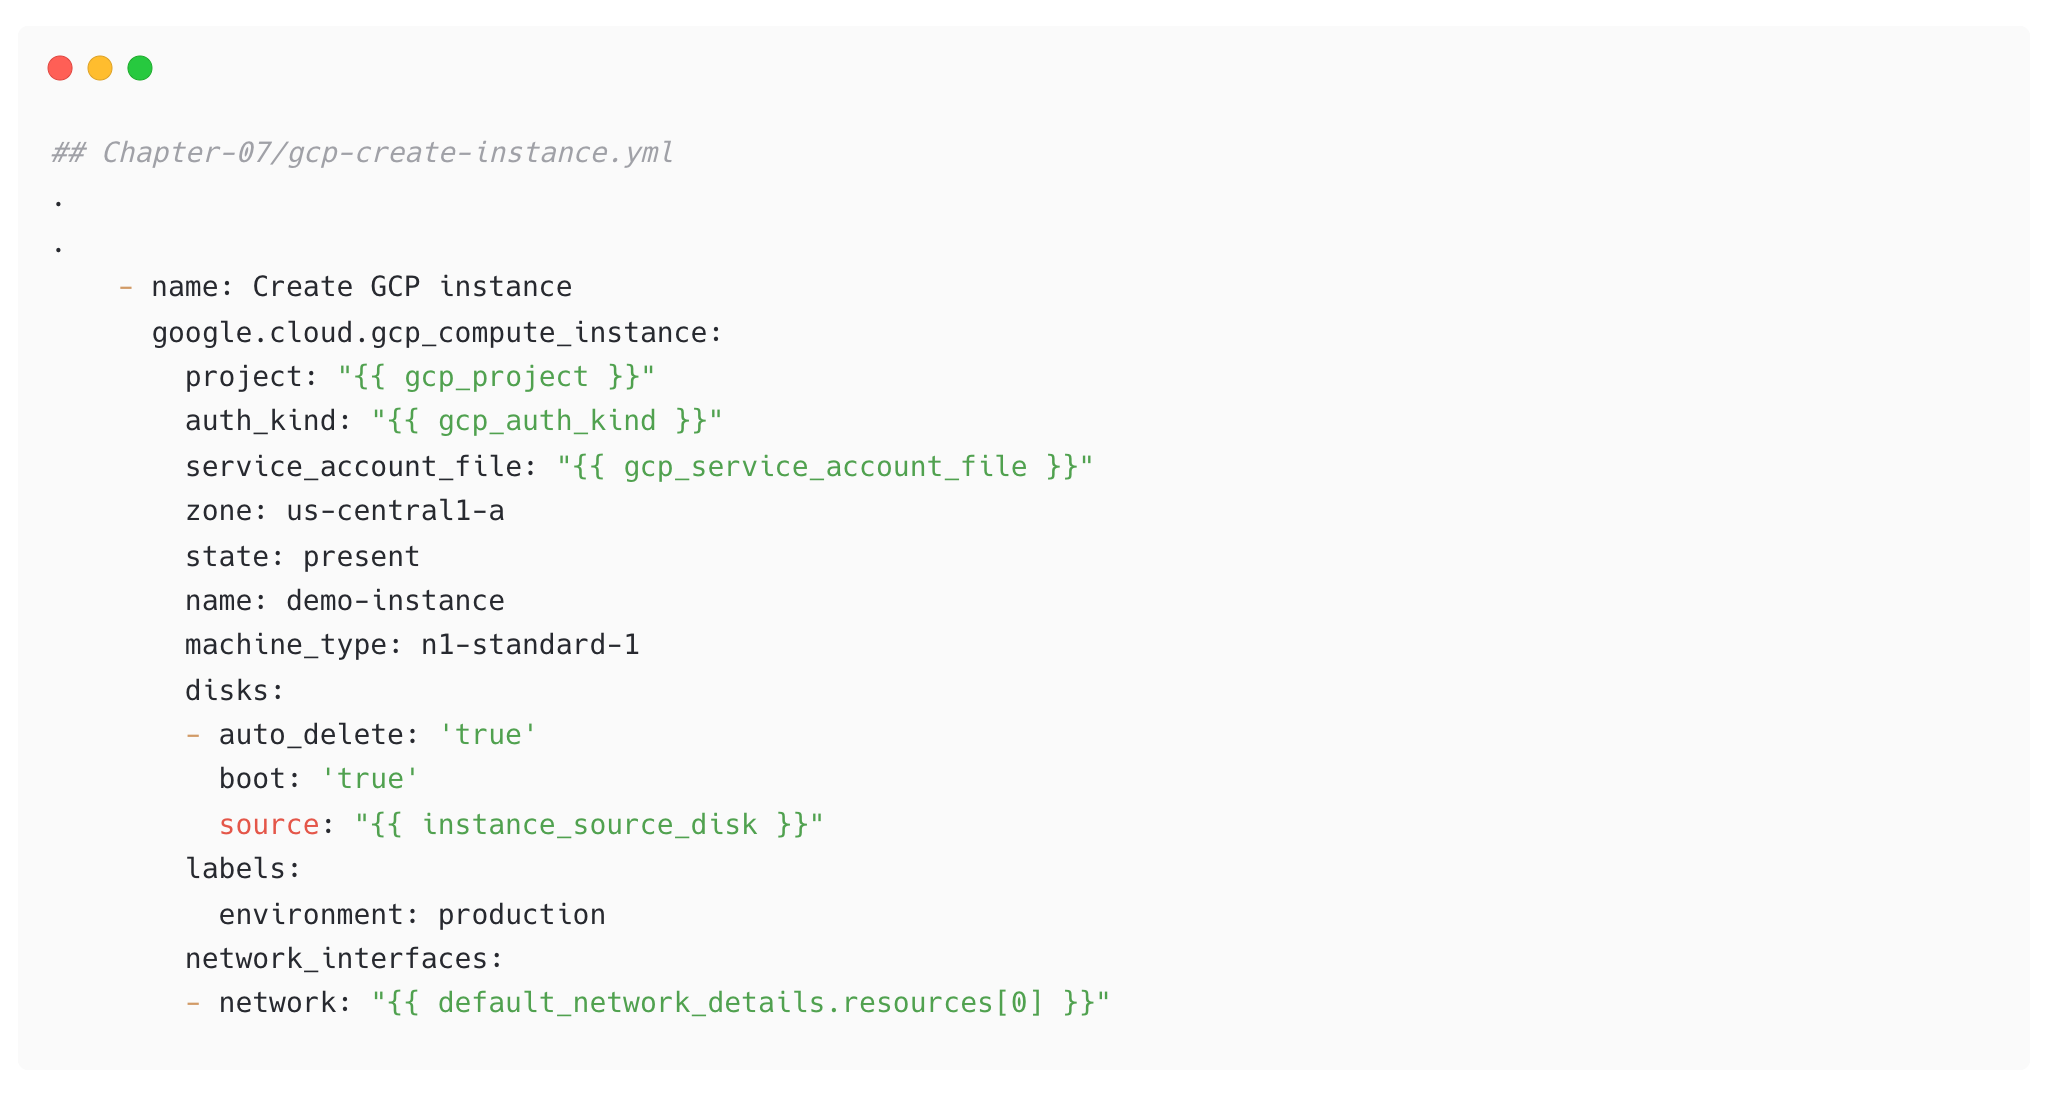 ## Chapter-07/gcp-create-instance.yml
.
.
    - name: Create GCP instance
      google.cloud.gcp_compute_instance:
        project: "{{ gcp_project }}"
        auth_kind: "{{ gcp_auth_kind }}"
        service_account_file: "{{ gcp_service_account_file }}"
        zone: us-central1-a
        state: present
        name: demo-instance
        machine_type: n1-standard-1
        disks:
        - auto_delete: 'true'
          boot: 'true'
          source: "{{ instance_source_disk }}"
        labels:
          environment: production
        network_interfaces:
        - network: "{{ default_network_details.resources[0] }}"